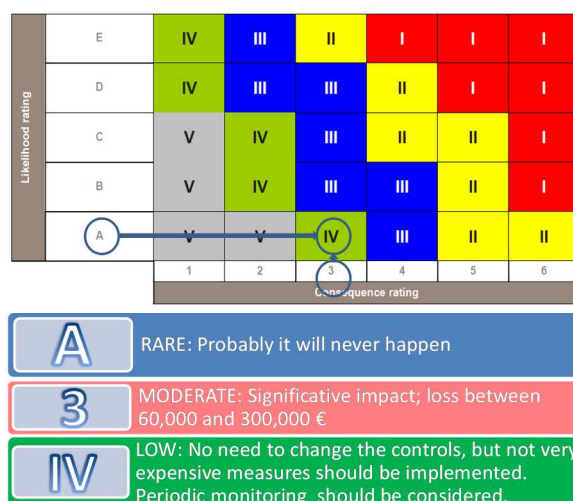 Likelihood rating
E IV III II I I I
D IV III III II I I
C V IV III II II I
B V IV III III II I
A V V IV III II II
1 2 3 4 5 6
Consequence rating
A
RARE: Probably it will never happen
3
MODERATE: Significative impact; loss between
60,000 and 300,000 €
IV
LOW: No need to change the controls, but not very
expensive measures should be implemented.
Periodic monitoring should be considered.